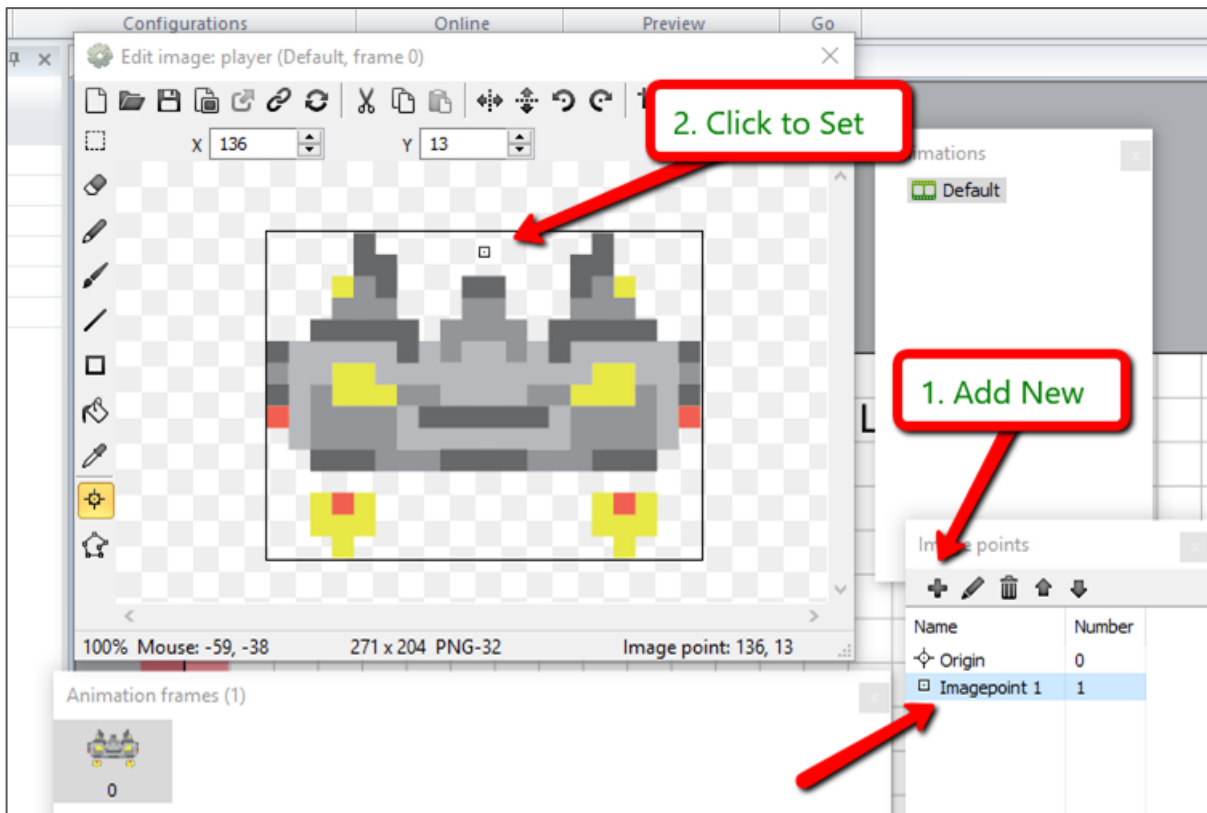 Configurations Online Preview Go
Edit image: player (Default, frame 0)
2. Click to Set
X 136 Y 13
Default
1. Add New
L
Image points
Name Number
Origin 0
Imagepoint 1 1
100% Mouse: -59, -38 271 x 204 PNG-32 Image point: 136, 13
Animation frames (1)
0